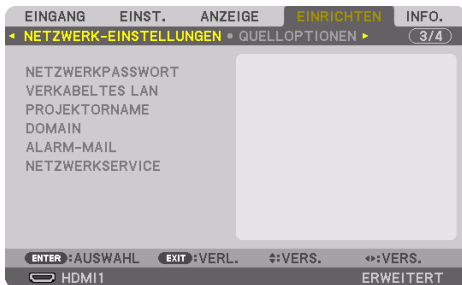 EINGANG EINST. ANZEIGE EINRICHTEN INFO.
NETZWERK-EINSTELLUNGEN • QUELLOPTIONEN 3/4
NETZWERKPASSWORT
VERKABELTES LAN
PROJEKTORNAME
DOMAIN
ALARM-MAIL
NETZWERKSERVICE
ENTER :AUSWAHL EXIT :VERL. :VERS. :VERS.
HDMI1 ERWEITERT